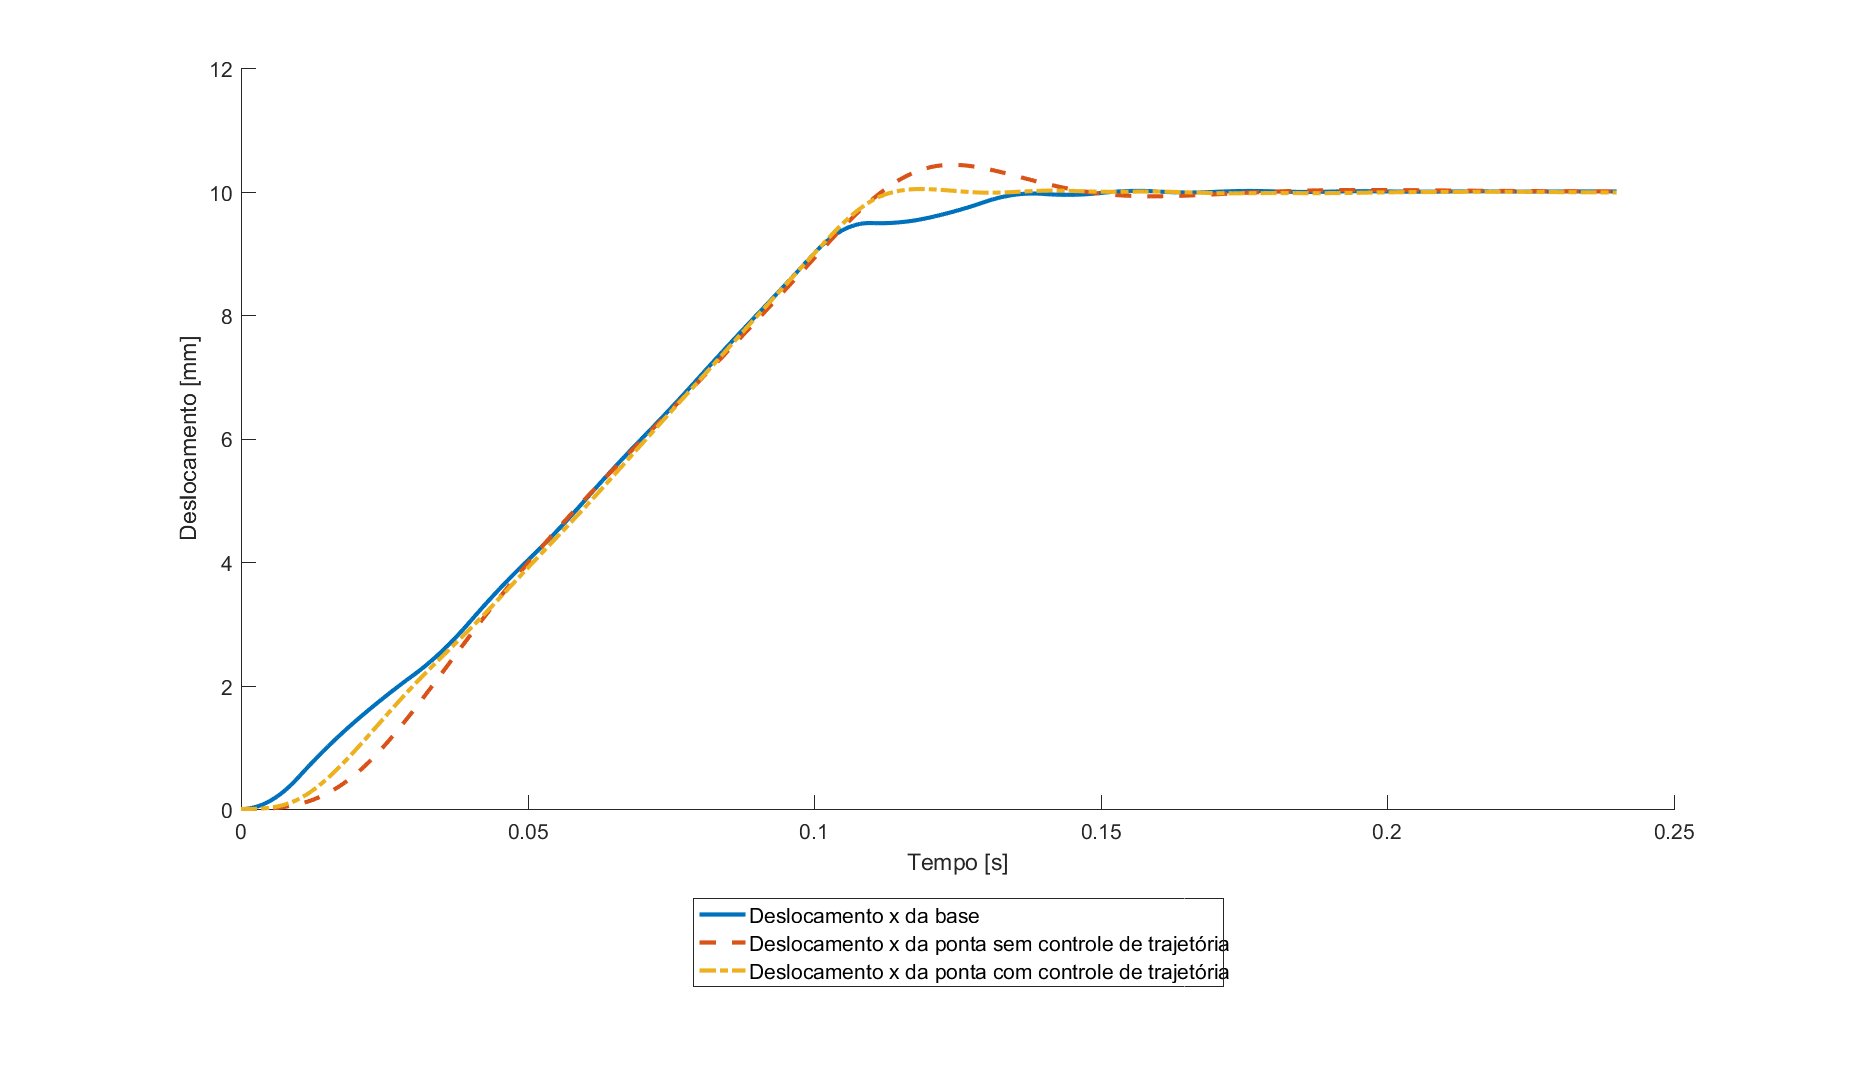 12
10
8
6
4
2
0
Deslocamento [mm]
0 0.05 0.1 0.15 0.2 0.25
Tempo [s]
Deslocamento x da base
Deslocamento x da ponta sem controle de trajetória
Deslocamento x da ponta com controle de trajetória